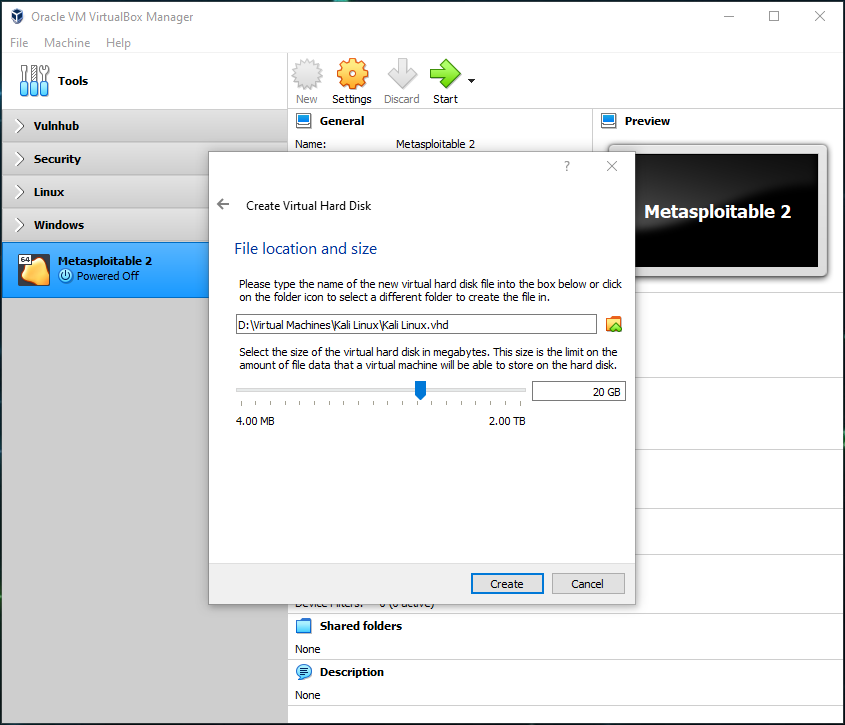 Oracle VM VirtualBox Manager
File Machine Help
Tools
New Settings Discard Start
Vulnhub
Security
Linux
Windows
64
Metasploitable 2
Powered Off
General
Name: Metasploitable 2
Preview
Metasploitable 2
?
Create Virtual Hard Disk
File location and size
Please type the name of the new virtual hard disk file into the box below or click
on the folder icon to select a different folder to create the file in.
D:\Virtual Machines\Kali Linux\Kali Linux.vhd
Select the size of the virtual hard disk in megabytes. This size is the limit on the
amount of file data that a virtual machine will be able to store on the hard disk.
20 GB
4.00 MB 2.00 TB
Create Cancel
Device Filters: 0 (0 active)
Shared folders
None
Description
None